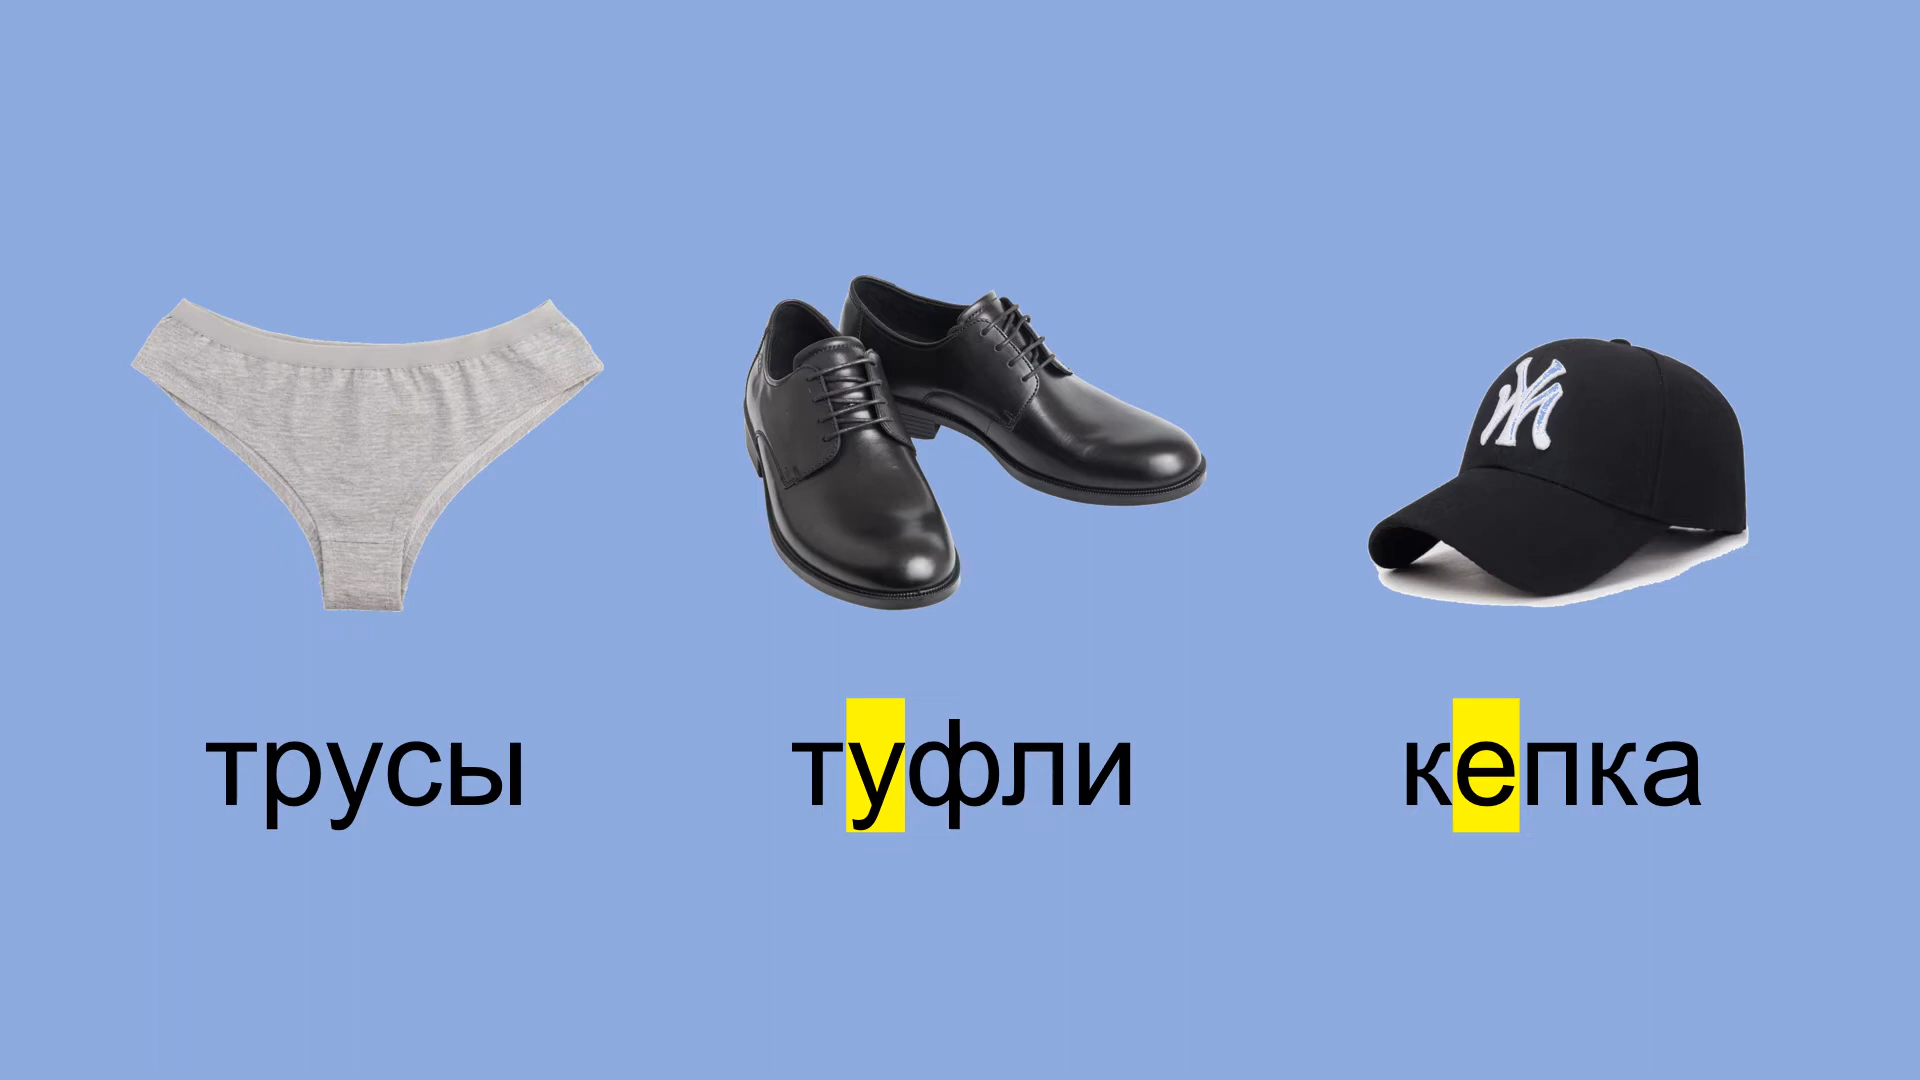 трусы туфли кепка